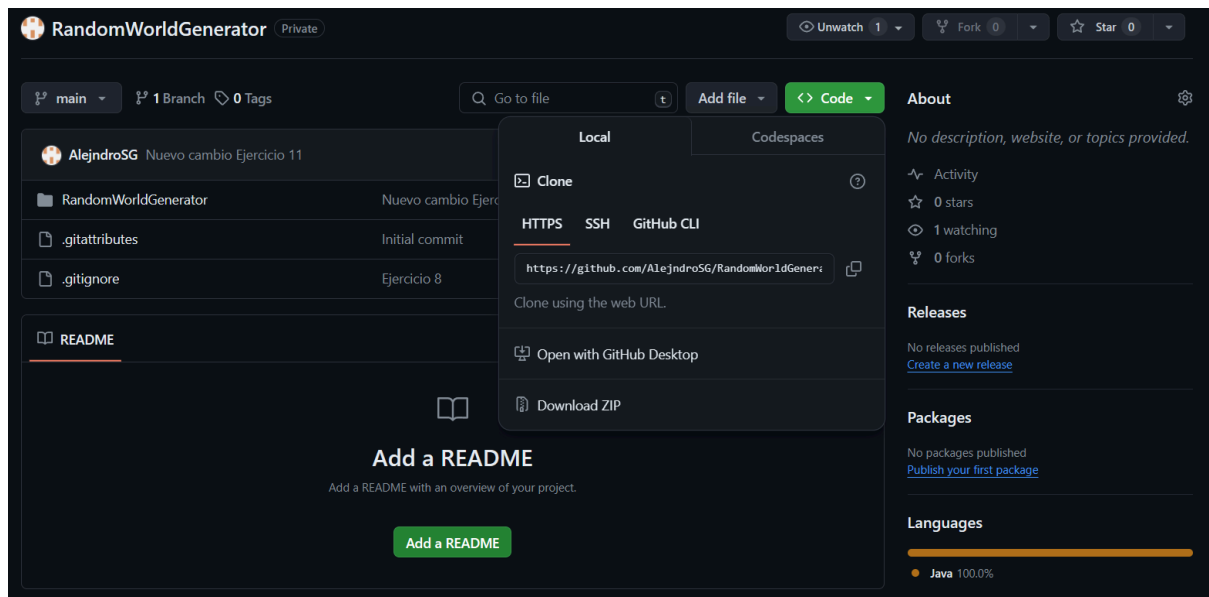 RandomWorldGenerator Private
Unwatch 1
Fork 0
Star 0
main
1 Branch
0 Tags
Go to file t
Add file
Code
AlejndroSG Nuevo cambio Ejercicio 11
RandomWorldGenerator Nuevo cambio Ejerc
.gitattributes Initial commit
.gitignore Ejercicio 8
Local Codespaces
Clone
HTTPS SSH GitHub CLI
https://github.com/AlejndroSG/RandomWorldGenera
Clone using the web URL.
Open with GitHub Desktop
Download ZIP
README
Add a README
Add a README with an overview of your project.
Add a README
About
No description, website, or topics provided.
Activity
0 stars
1 watching
0 forks
Releases
No releases published
Create a new release
Packages
No packages published
Publish your first package
Languages
Java 100.0%